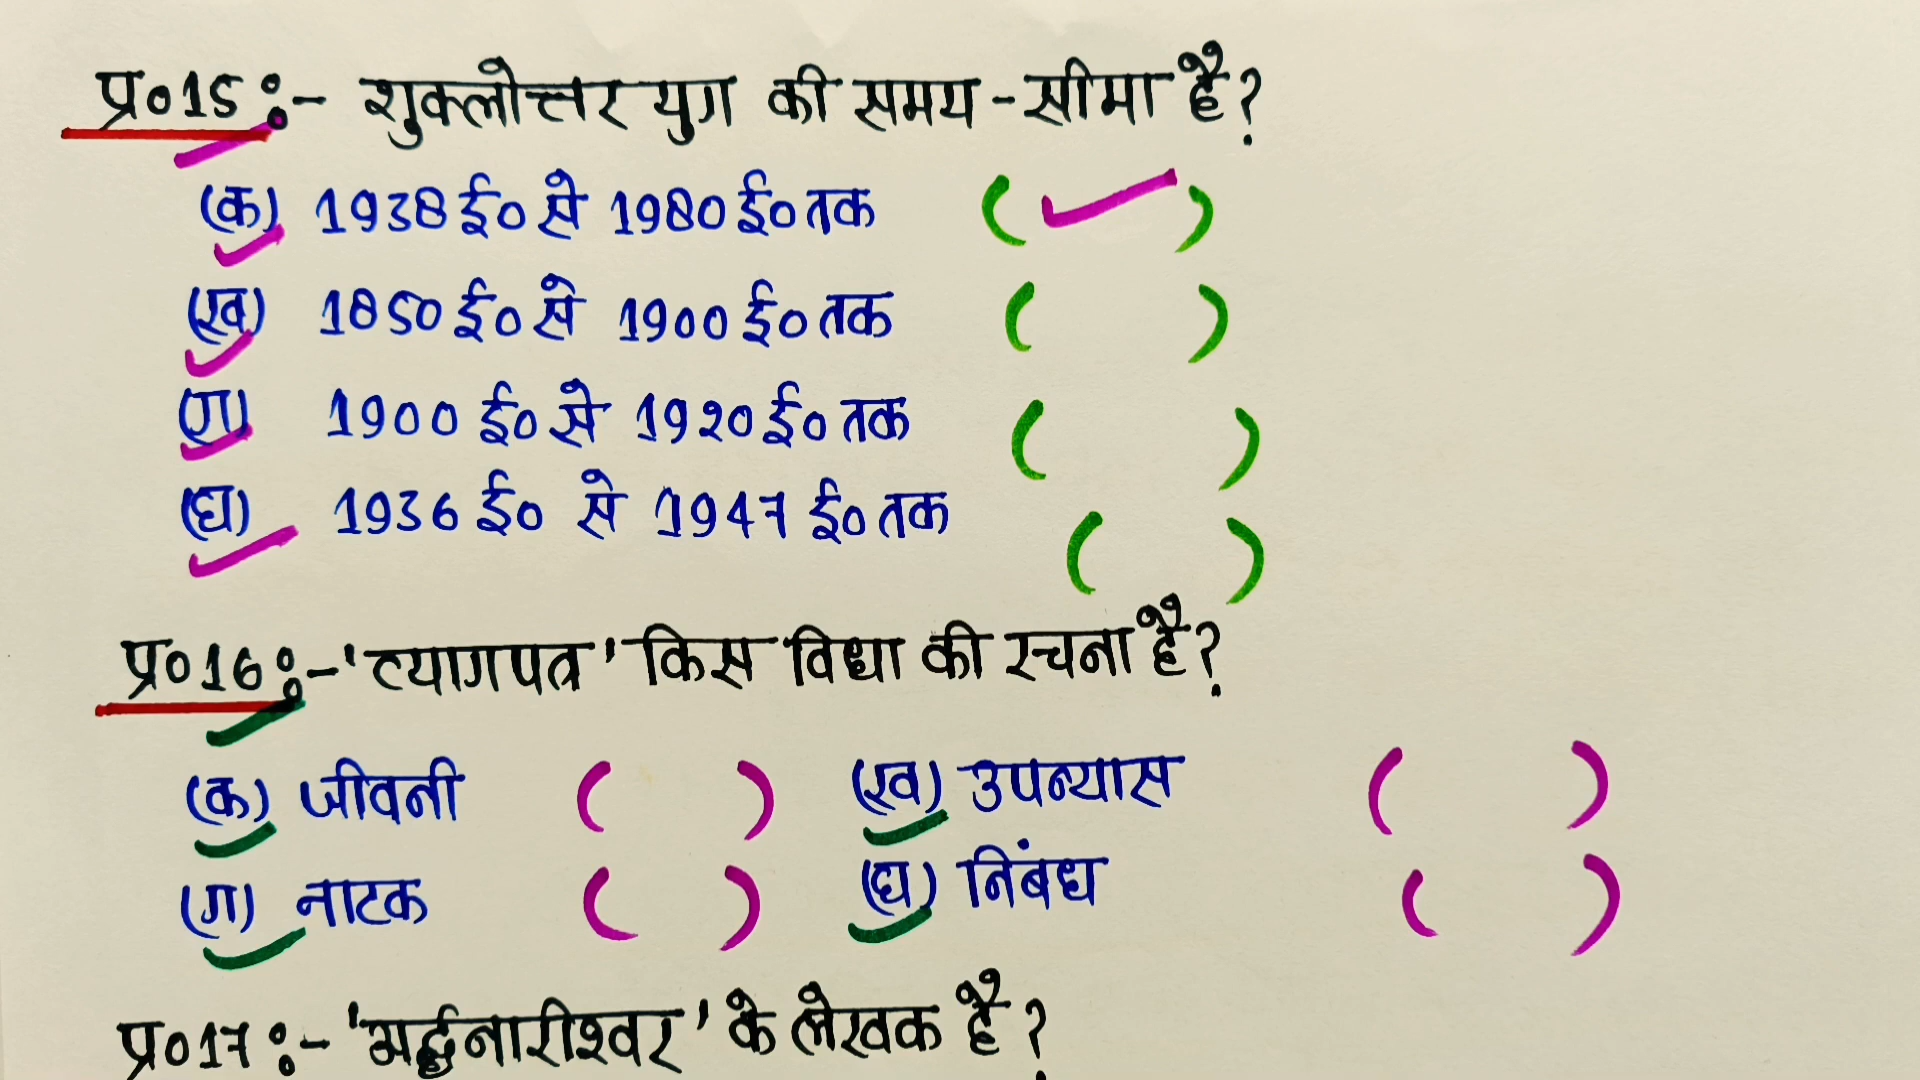 प्र०15:- शुक्लोत्तर युग की समय-सीमा है?
(क) 1938 ई० से 1980 ई० तक ( ✓ )
(ख) 1850 ई० से 1900 ई० तक ( )
(ग) 1900 ई० से 1920 ई० तक ( )
(घ) 1936 ई० से 1947 ई० तक ( )
प्र०16:- 'त्यागपत्र' किस विधा की रचना है?
(क) जीवनी ( ) (ख) उपन्यास ( )
(ग) नाटक ( ) (घ) निबंध ( )
प्र०17:- 'अर्द्धनारीश्वर' के लेखक है?